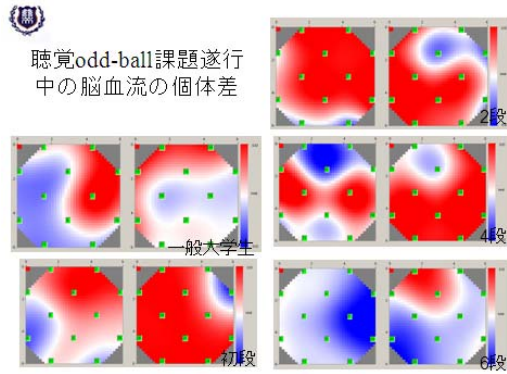 聴覚odd-ball課題遂行
中の脳血流の個体差
2段
一般大学生
4段
初段
6段